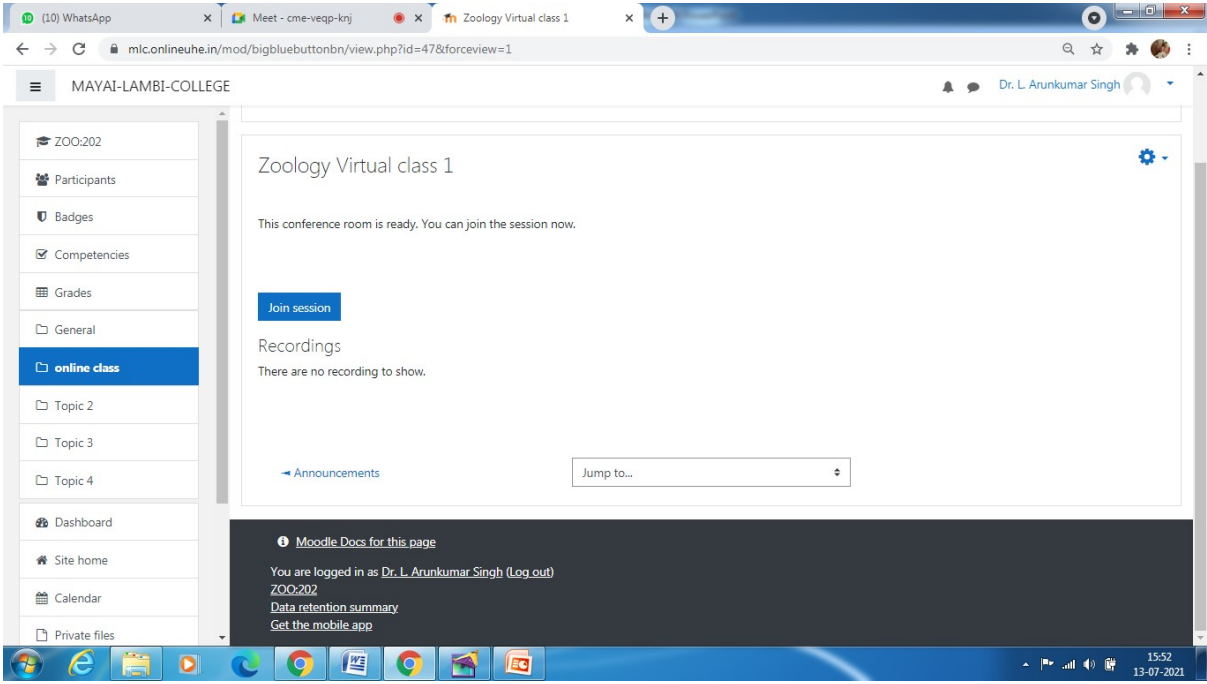 (10) WhatsApp
Meet - cme-veqp-knj
Zoology Virtual class 1
mlc.onlineuhe.in/mod/bigbluebuttonbn/view.php?id=47&forceview=1
MAYAI-LAMBI-COLLEGE
Dr. L. Arunkumar Singh
ZOO:202
Participants
Badges
Competencies
Grades
General
online class
Topic 2
Topic 3
Topic 4
Dashboard
Site home
Calendar
Private files
Zoology Virtual class 1
This conference room is ready. You can join the session now.
Join session
Recordings
There are no recording to show.
◄ Announcements
Jump to...
Moodle Docs for this page
You are logged in as Dr. L. Arunkumar Singh (Log out)
ZOO:202
Data retention summary
Get the mobile app
15:52
13-07-2021